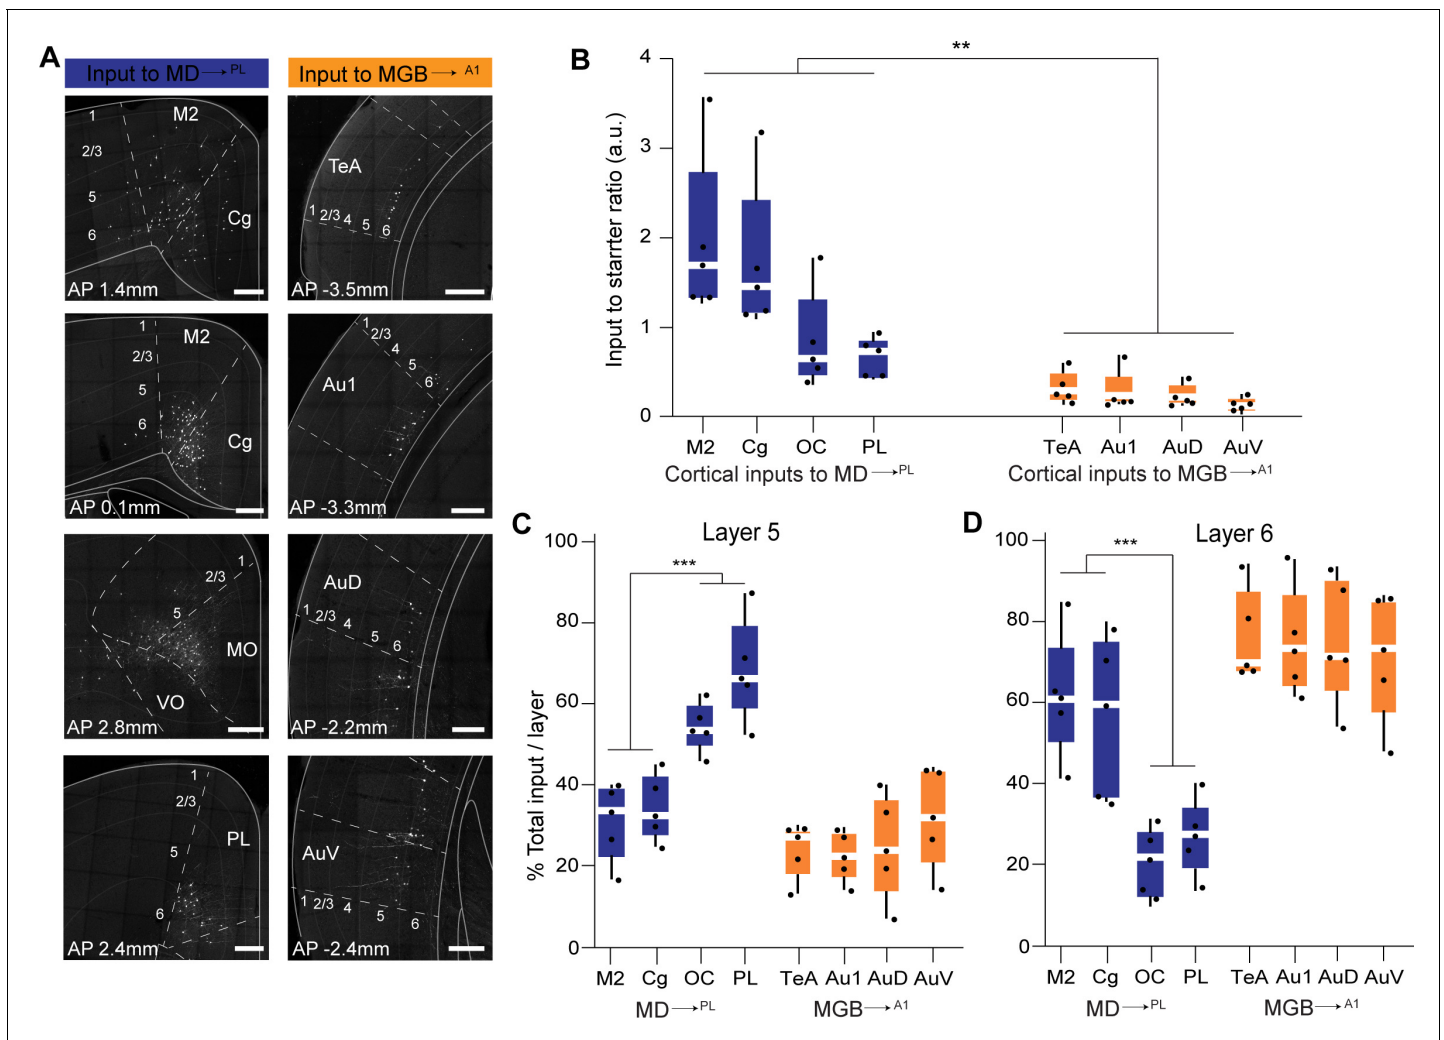 A
Input to MD → PL
Input to MGB → A1
1
M2
2/3
5
6
Cg
AP 1.4mm
TeA
1 2/3 4 5 6
AP -3.5mm
1
M2
2/3
5
6
Cg
AP 0.1mm
1
2/3
4
5
6
Au1
AP -3.3mm
1
2/3
5
MO
VO
AP 2.8mm
AuD
1 2/3 4 5 6
AP -2.2mm
1
2/3
5
PL
6
AP 2.4mm
AuV
1 2/3 4 5 6
AP -2.4mm
B
**
Input to starrter ratio (a.u.)
4
3
2
1
0
M2 Cg OC PL
TeA Au1 AuD AuV
Cortical inputs to MD → PL
Cortical inputs to MGB → A1
C
Layer 5
***
% Total input / layer
100
80
60
40
20
0
M2 Cg OC PL TeA Au1 AuD AuV
MD → PL
MGB → A1
D
Layer 6
***
100
80
60
40
20
0
M2 Cg OC PL TeA Au1 AuD AuV
MD → PL
MGB → A1